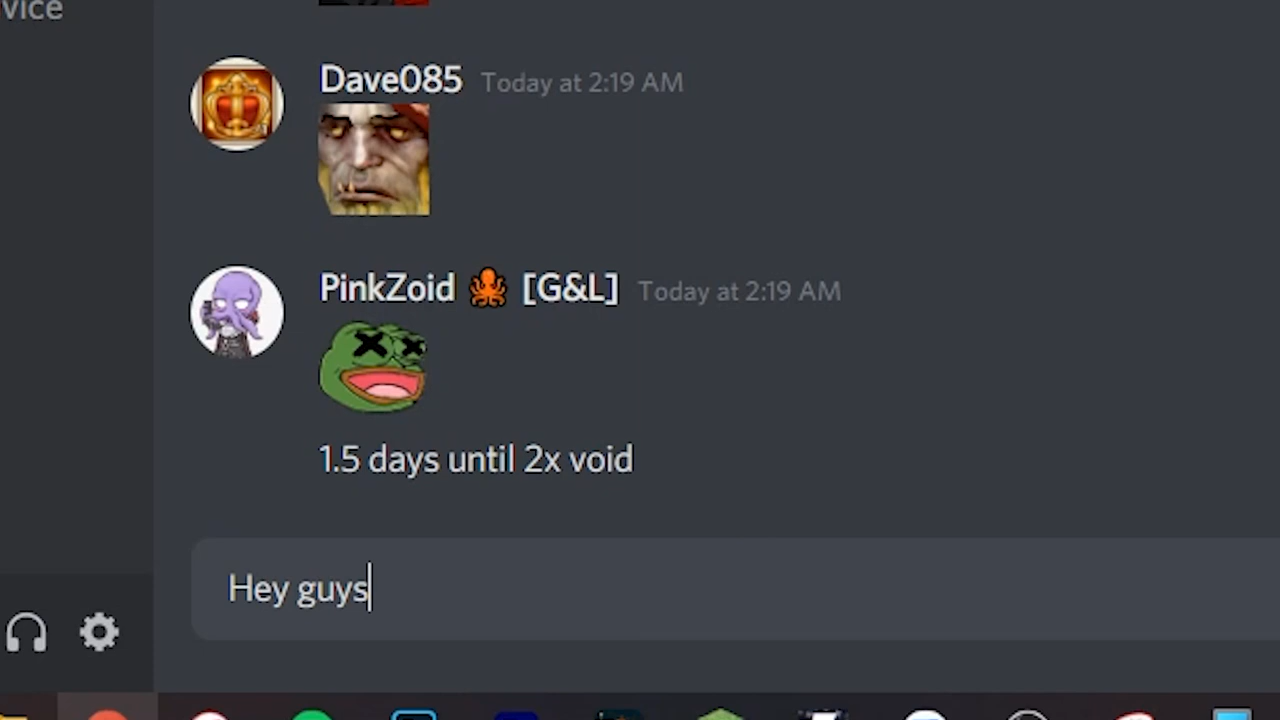 vice
Dave085 Today at 2:19 AM
PinkZoid 🐙 [G&L] Today at 2:19 AM
1.5 days until 2x void
Hey guys